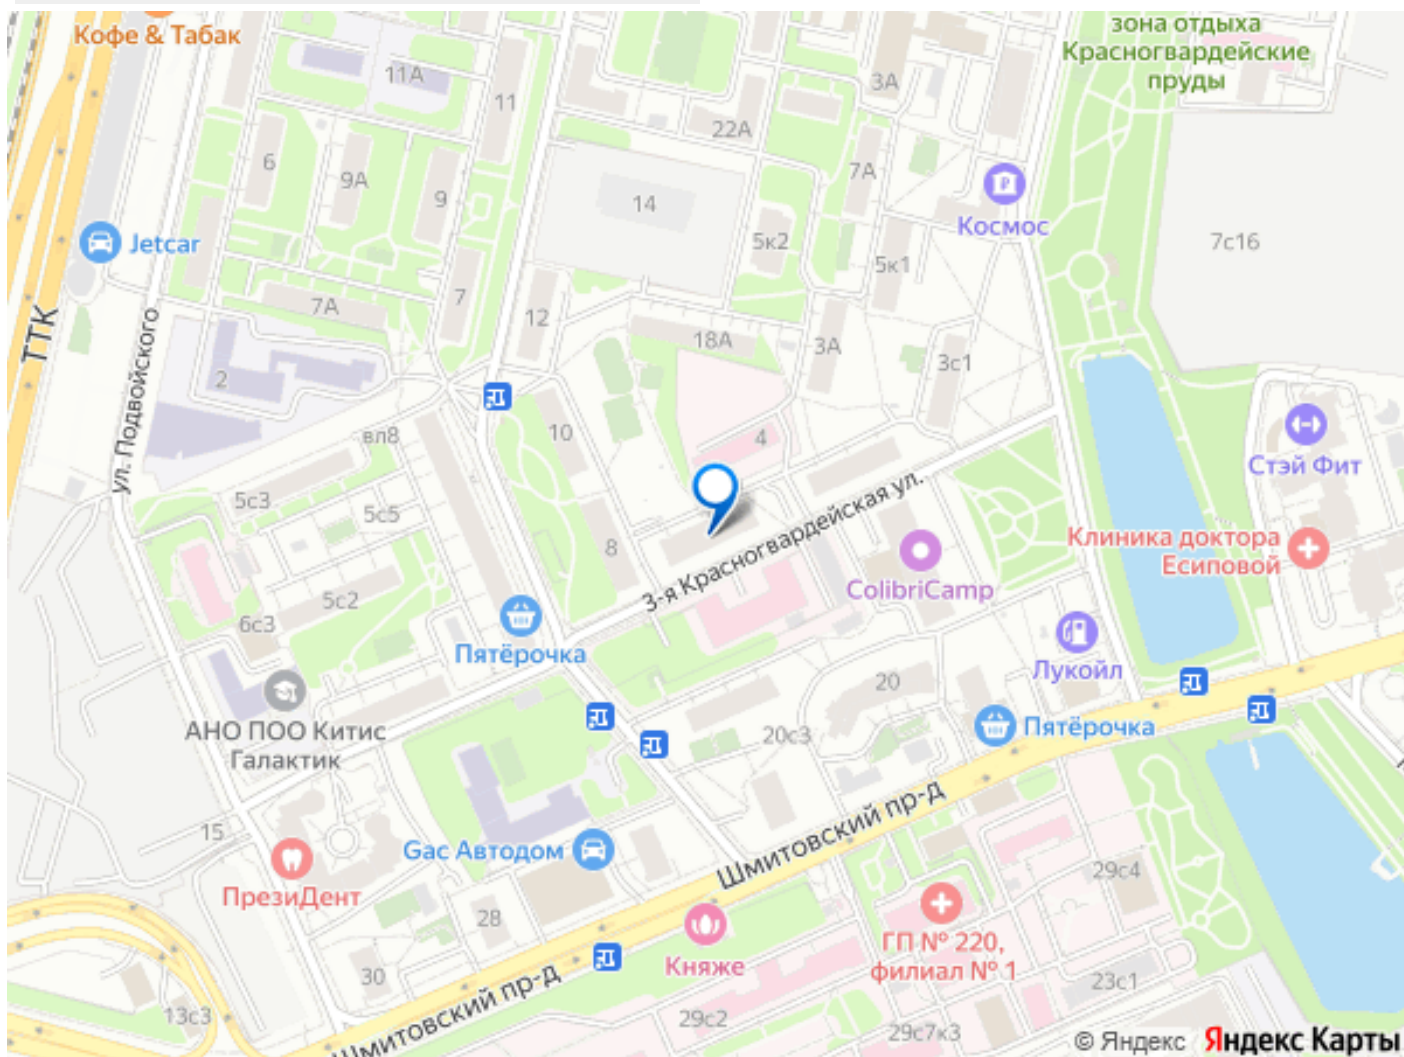 Кофе & Табак
зона отдыха
Красногвардейские
пруды
11А
11
3А
22А
6
9А
9
7А
14
Космос
Jetcar
5к2
7с16
5к1
ТТК
7А
7
12
18А
3А
3с1
ул. Подвойского
2
10
4
вл8
Стэй Фит
5с3
5с5
3-я Красногвардейская ул.
8
Клиника доктора
Есиповой
ColibriCamp
5с2
6с3
Пятёрочка
Лукойл
20
АНО ПОО Китис
Галактик
20с3
Пятёрочка
15
Шмитовский пр-д
Gac Автодом
29с4
ПрезиДент
28
ГП № 220,
филиал № 1
Княже
30
23с1
Шмитовский пр-д
13с3
29с2
29с7к3
© Яндекс Яндекс Карты